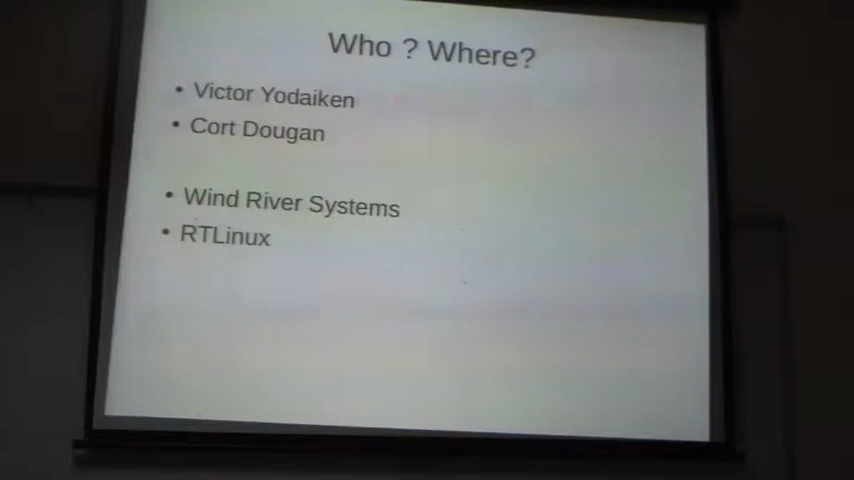 Who ? Where?
• Victor Yodaiken
• Cort Dougan
• Wind River Systems
• RTLinux